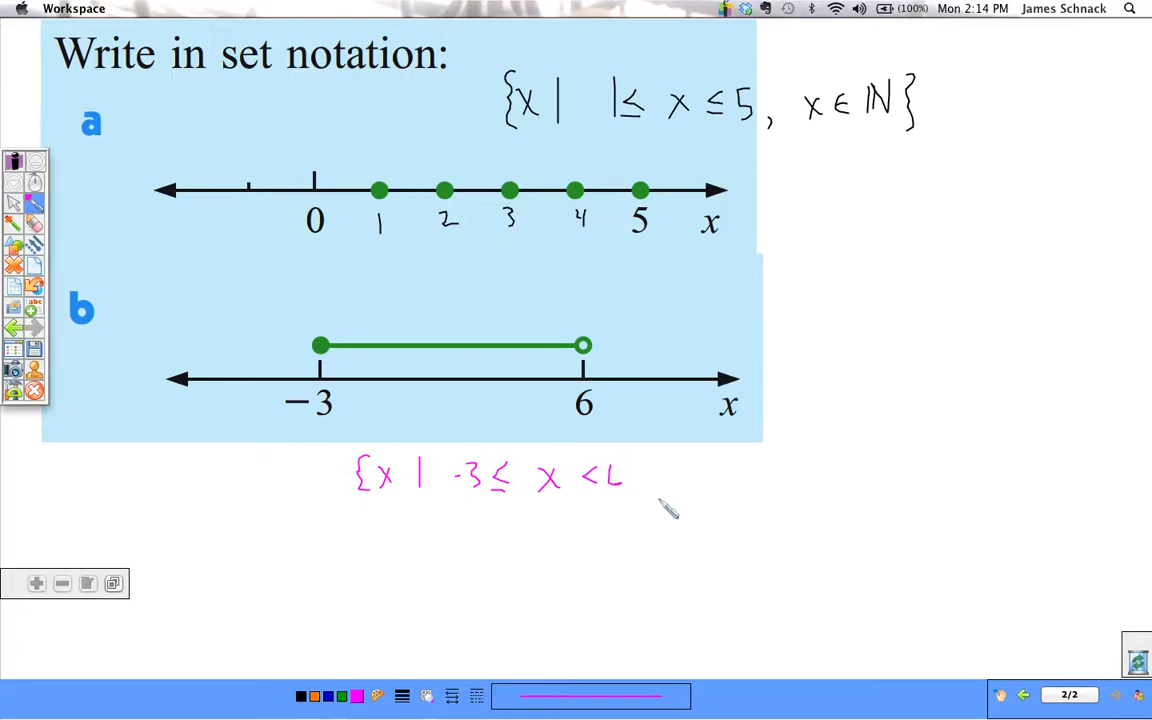 Workspace
(100%) Mon 2:14 PM James Schnack
Write in set notation:
{x | 1 ≤ x ≤ 5, x ∈ ℕ}
a
0 1 2 3 4 5 x
b
−3 6 x
{x | -3 ≤ x <
abc
2/2